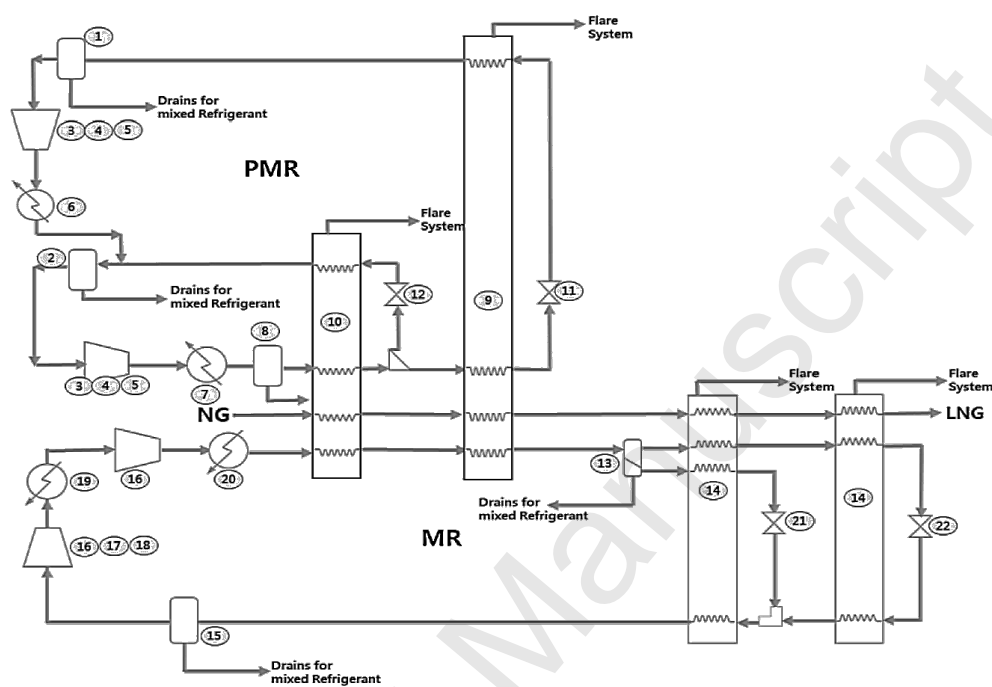 Flare
System
1
Drains for
mixed Refrigerant
3 4 5
PMR
6
Flare
System
2
Drains for
mixed Refrigerant
12
11
9
10
8
3 4 5
7
NG
Flare
System
Flare
System
LNG
19
16
20
13
14
14
Drains for
mixed Refrigerant
21
22
16 17 18
MR
15
Drains for
mixed Refrigerant
Manuscript